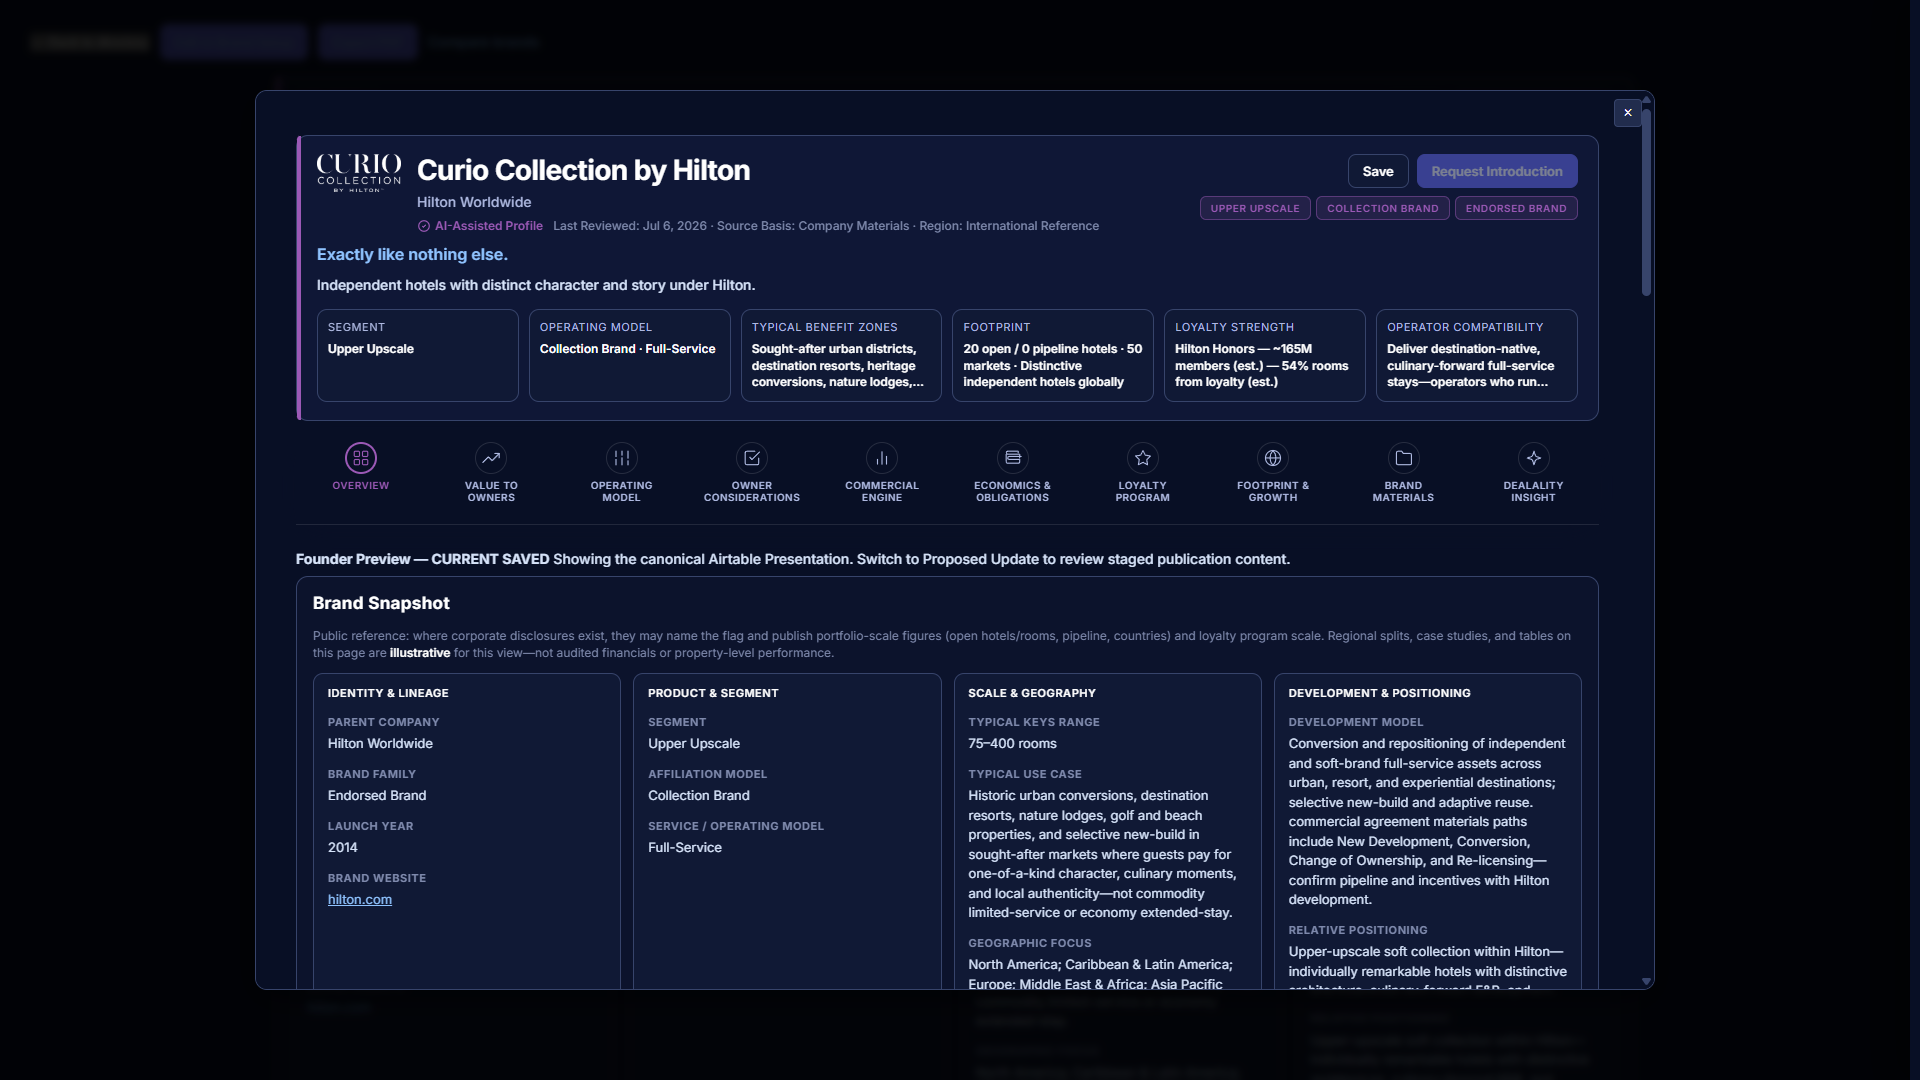 ×
CURIO
COLLECTION
BY HILTON
Curio Collection by Hilton
Hilton Worldwide
AI-Assisted Profile Last Reviewed: Jul 6, 2026 · Source Basis: Company Materials · Region: International Reference
Save
Request Introduction
UPPER UPSCALE
COLLECTION BRAND
ENDORSED BRAND
Exactly like nothing else.
Independent hotels with distinct character and story under Hilton.
SEGMENT
Upper Upscale
OPERATING MODEL
Collection Brand · Full-Service
TYPICAL BENEFIT ZONES
Sought-after urban districts,
destination resorts, heritage
conversions, nature lodges,...
FOOTPRINT
20 open / 0 pipeline hotels · 50
markets · Distinctive
independent hotels globally
LOYALTY STRENGTH
Hilton Honors — ~165M
members (est.) — 54% rooms
from loyalty (est.)
OPERATOR COMPATIBILITY
Deliver destination-native,
culinary-forward full-service
stays—operators who run...
OVERVIEW
VALUE TO
OWNERS
OPERATING
MODEL
OWNER
CONSIDERATIONS
COMMERCIAL
ENGINE
ECONOMICS &
OBLIGATIONS
LOYALTY
PROGRAM
FOOTPRINT &
GROWTH
BRAND
MATERIALS
DEALALITY
INSIGHT
Founder Preview — CURRENT SAVED Showing the canonical Airtable Presentation. Switch to Proposed Update to review staged publication content.
Brand Snapshot
Public reference: where corporate disclosures exist, they may name the flag and publish portfolio-scale figures (open hotels/rooms, pipeline, countries) and loyalty program scale. Regional splits, case studies, and tables on
this page are illustrative for this view—not audited financials or property-level performance.
IDENTITY & LINEAGE
PARENT COMPANY
Hilton Worldwide
BRAND FAMILY
Endorsed Brand
LAUNCH YEAR
2014
BRAND WEBSITE
hilton.com
PRODUCT & SEGMENT
SEGMENT
Upper Upscale
AFFILIATION MODEL
Collection Brand
SERVICE / OPERATING MODEL
Full-Service
SCALE & GEOGRAPHY
TYPICAL KEYS RANGE
75–400 rooms
TYPICAL USE CASE
Historic urban conversions, destination
resorts, nature lodges, golf and beach
properties, and selective new-build in
sought-after markets where guests pay for
one-of-a-kind character, culinary moments,
and local authenticity—not commodity
limited-service or economy extended-stay.
GEOGRAPHIC FOCUS
North America; Caribbean & Latin America;
Europe; Middle East & Africa; Asia Pacific
DEVELOPMENT & POSITIONING
DEVELOPMENT MODEL
Conversion and repositioning of independent
and soft-brand full-service assets across
urban, resort, and experiential destinations;
selective new-build and adaptive reuse.
commercial agreement materials paths
include New Development, Conversion,
Change of Ownership, and Re-licensing—
confirm pipeline and incentives with Hilton
development.
RELATIVE POSITIONING
Upper-upscale soft collection within Hilton—
individually remarkable hotels with distinctive
architecture, culinary-forward F&B, and